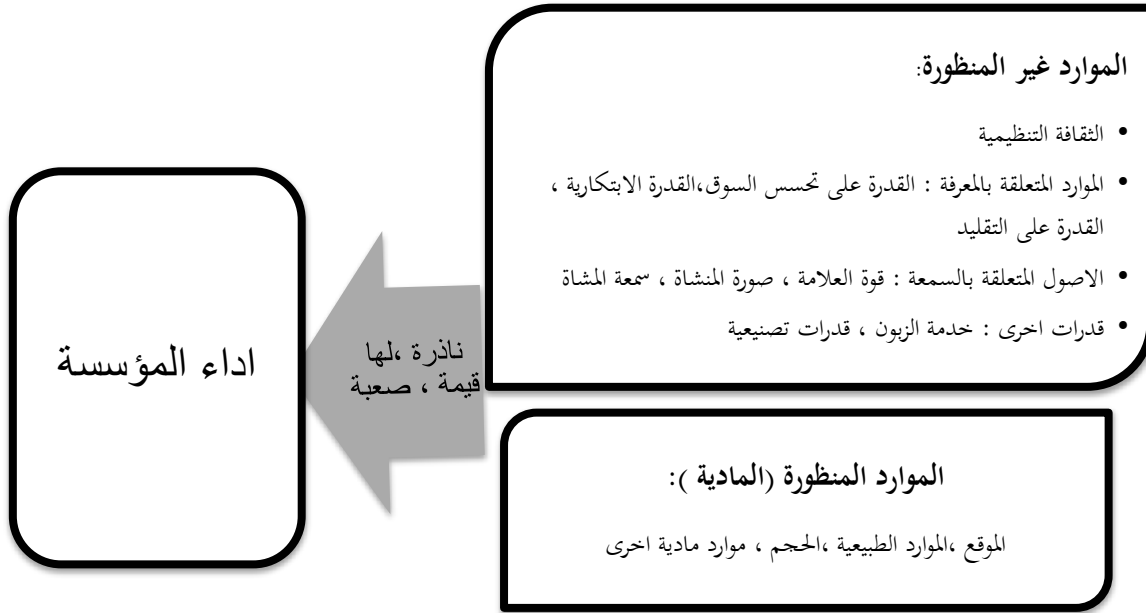 الموارد غير المنظورة:
• الثقافة التنظيمية
• الموارد المتعلقة بالمعرفة : القدرة على تحسس السوق،القدرة الابتكارية ،
القدرة على التقليد
• الاصول المتعلقة بالسمعة : قوة العلامة ، صورة المنشاة ، سمعة المشاة
• قدرات اخرى : خدمة الزبون ، قدرات تصنيعية
ناذرة ،لها
قيمة ، صعبة
اداء المؤسسة
الموارد المنظورة (المادية ):
الموقع ،الموارد الطبيعية ،الحجم ، موارد مادية اخرى